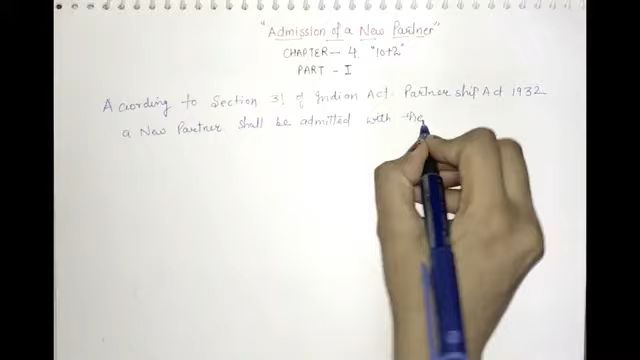 "Admission of a New Partner"
CHAPTER - 4. "10+2"
PART - I
Acording to Section 31 of Indian Act. Partnership Act 1932
a New Partner shall be admitted with the